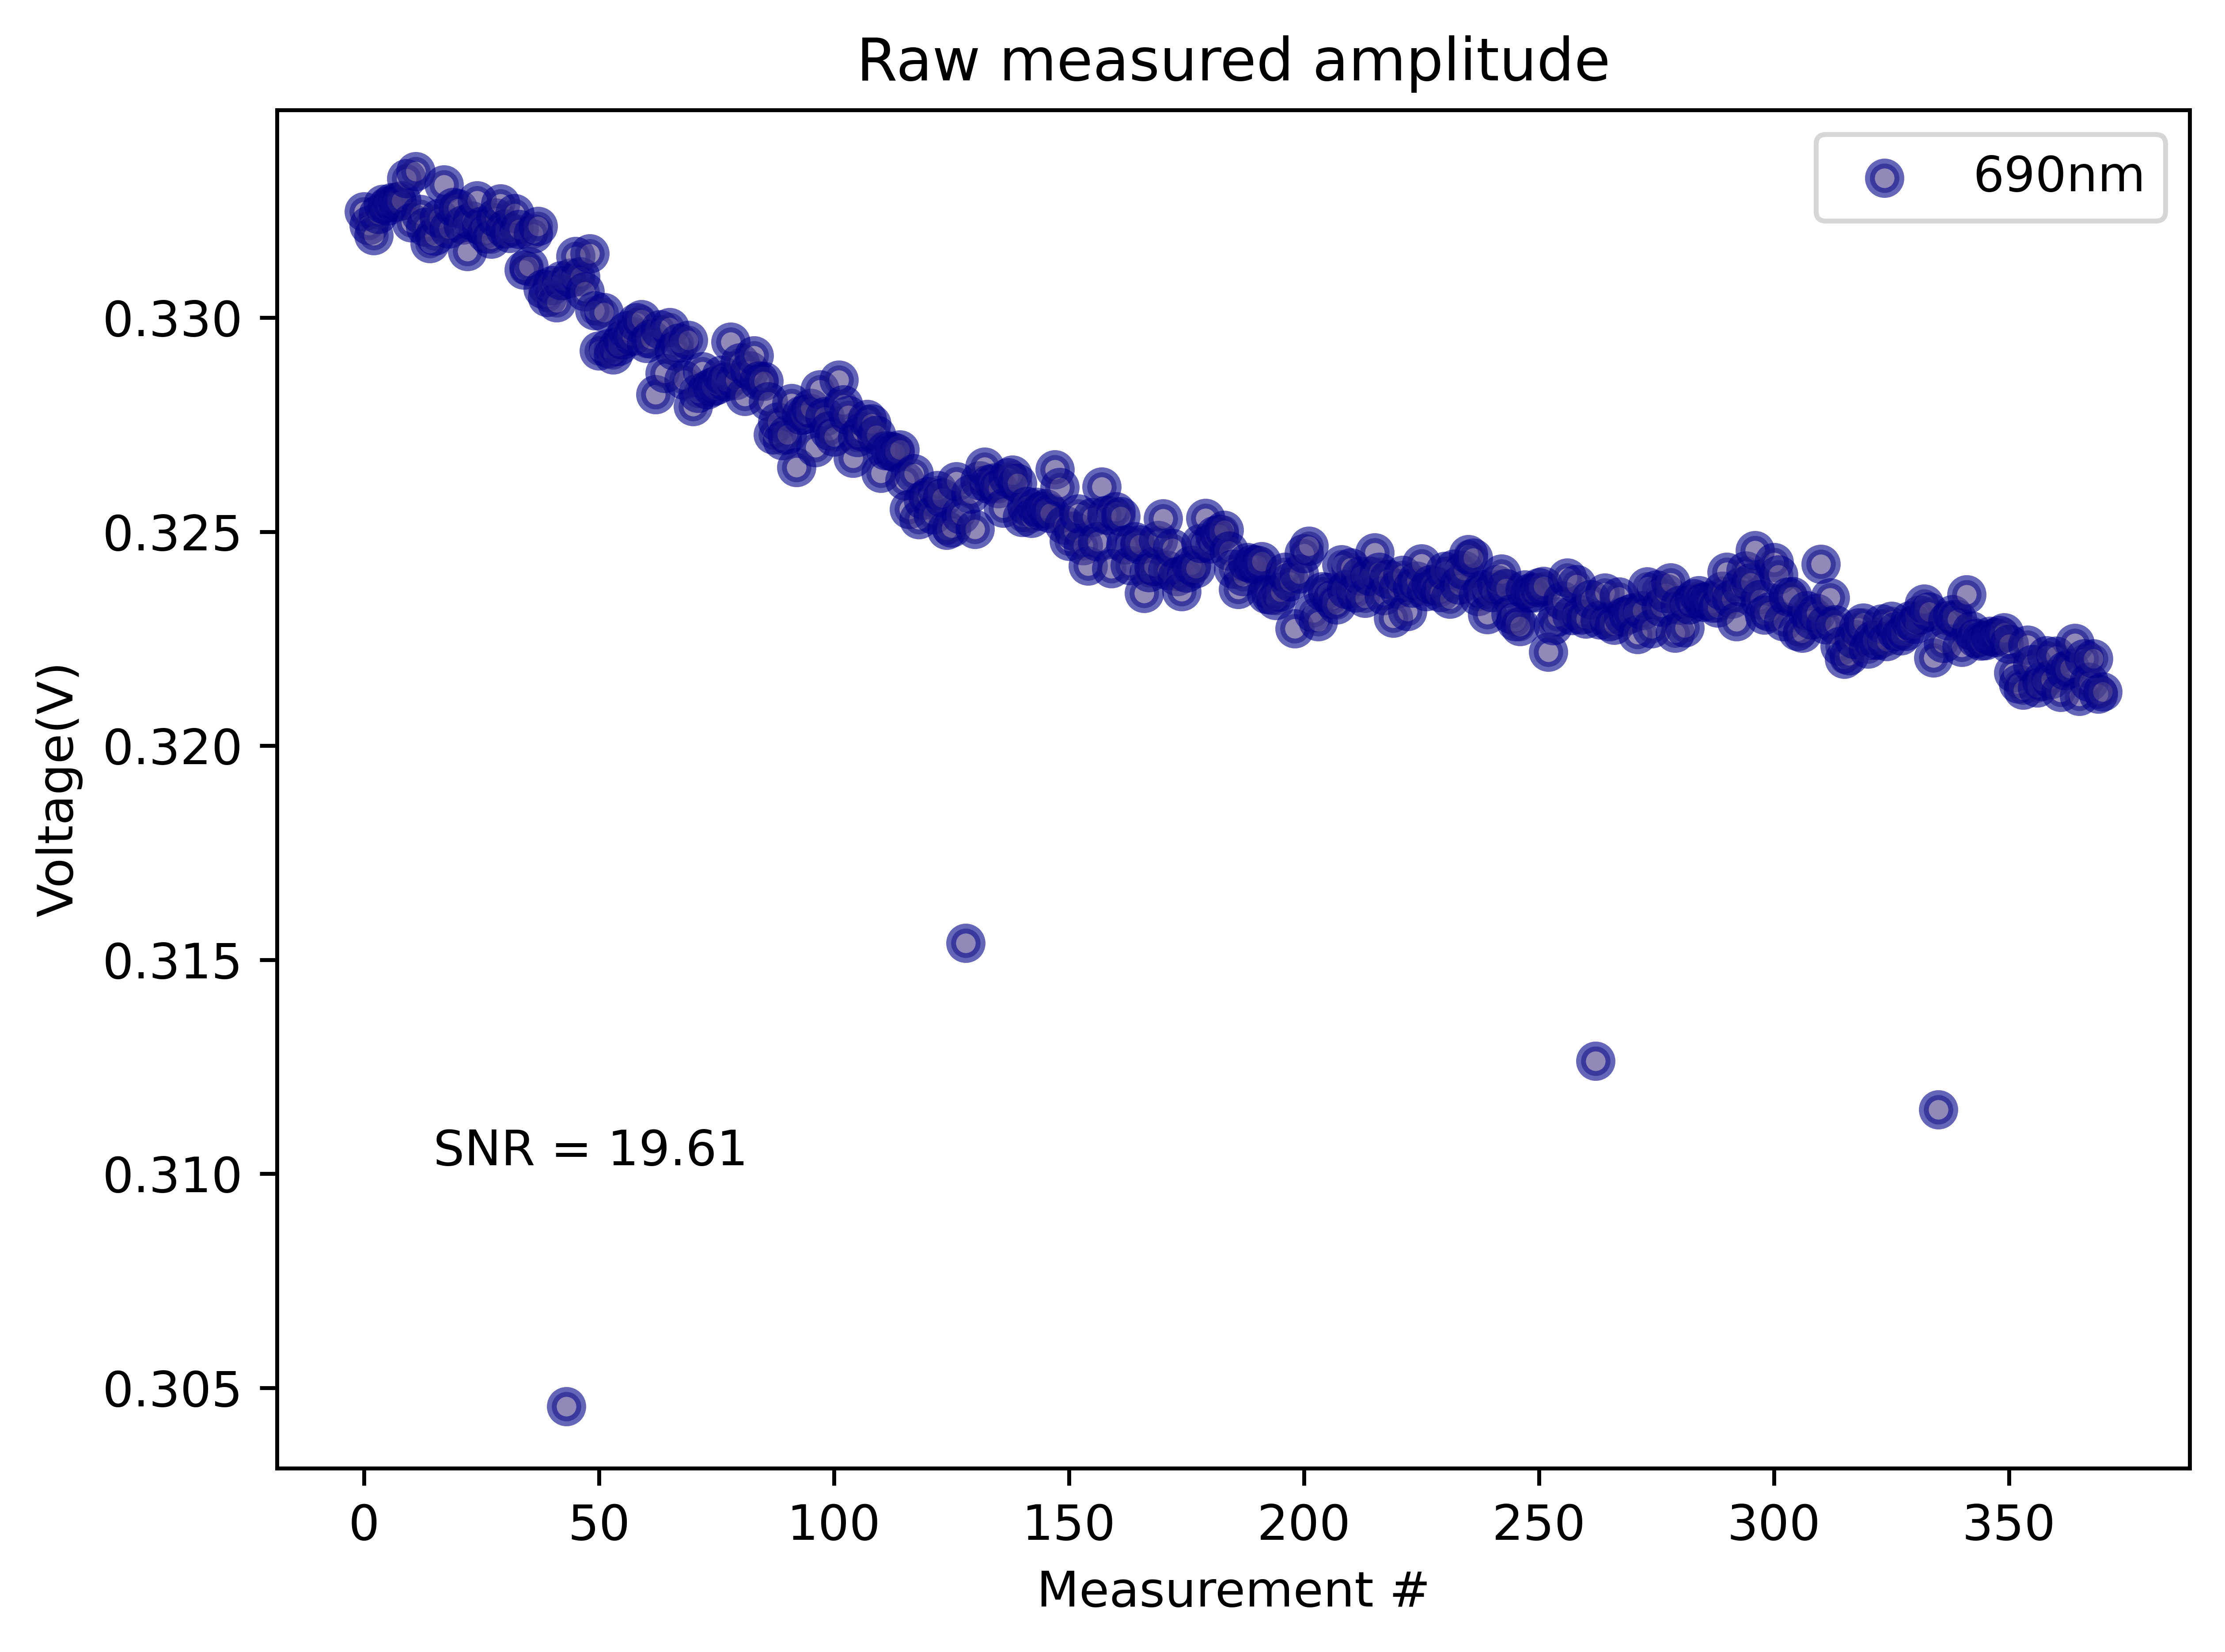 Raw measured amplitude
690nm
0.330
0.325
0.320
0.315
0.310
0.305
Voltage(V)
SNR = 19.61
0 50 100 150 200 250 300 350
Measurement #